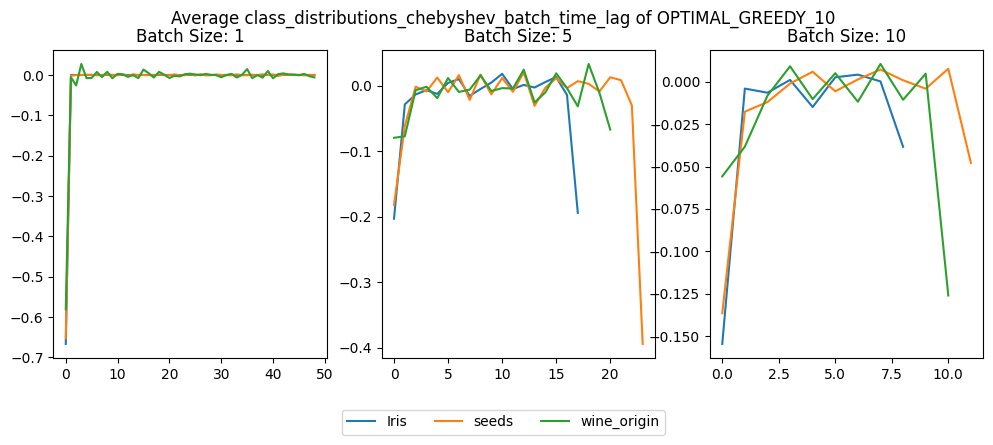 Average class_distributions_chebyshev_batch_time_lag of OPTIMAL_GREEDY_10
Batch Size: 1
Batch Size: 5
Batch Size: 10
0.0
−0.1
−0.2
−0.3
−0.4
−0.5
−0.6
−0.7
0 10 20 30 40 50
0.0
−0.1
−0.2
−0.3
−0.4
0 5 10 15 20
0.000
−0.025
−0.050
−0.075
−0.100
−0.125
−0.150
0.0 2.5 5.0 7.5 10.0
Iris seeds wine_origin